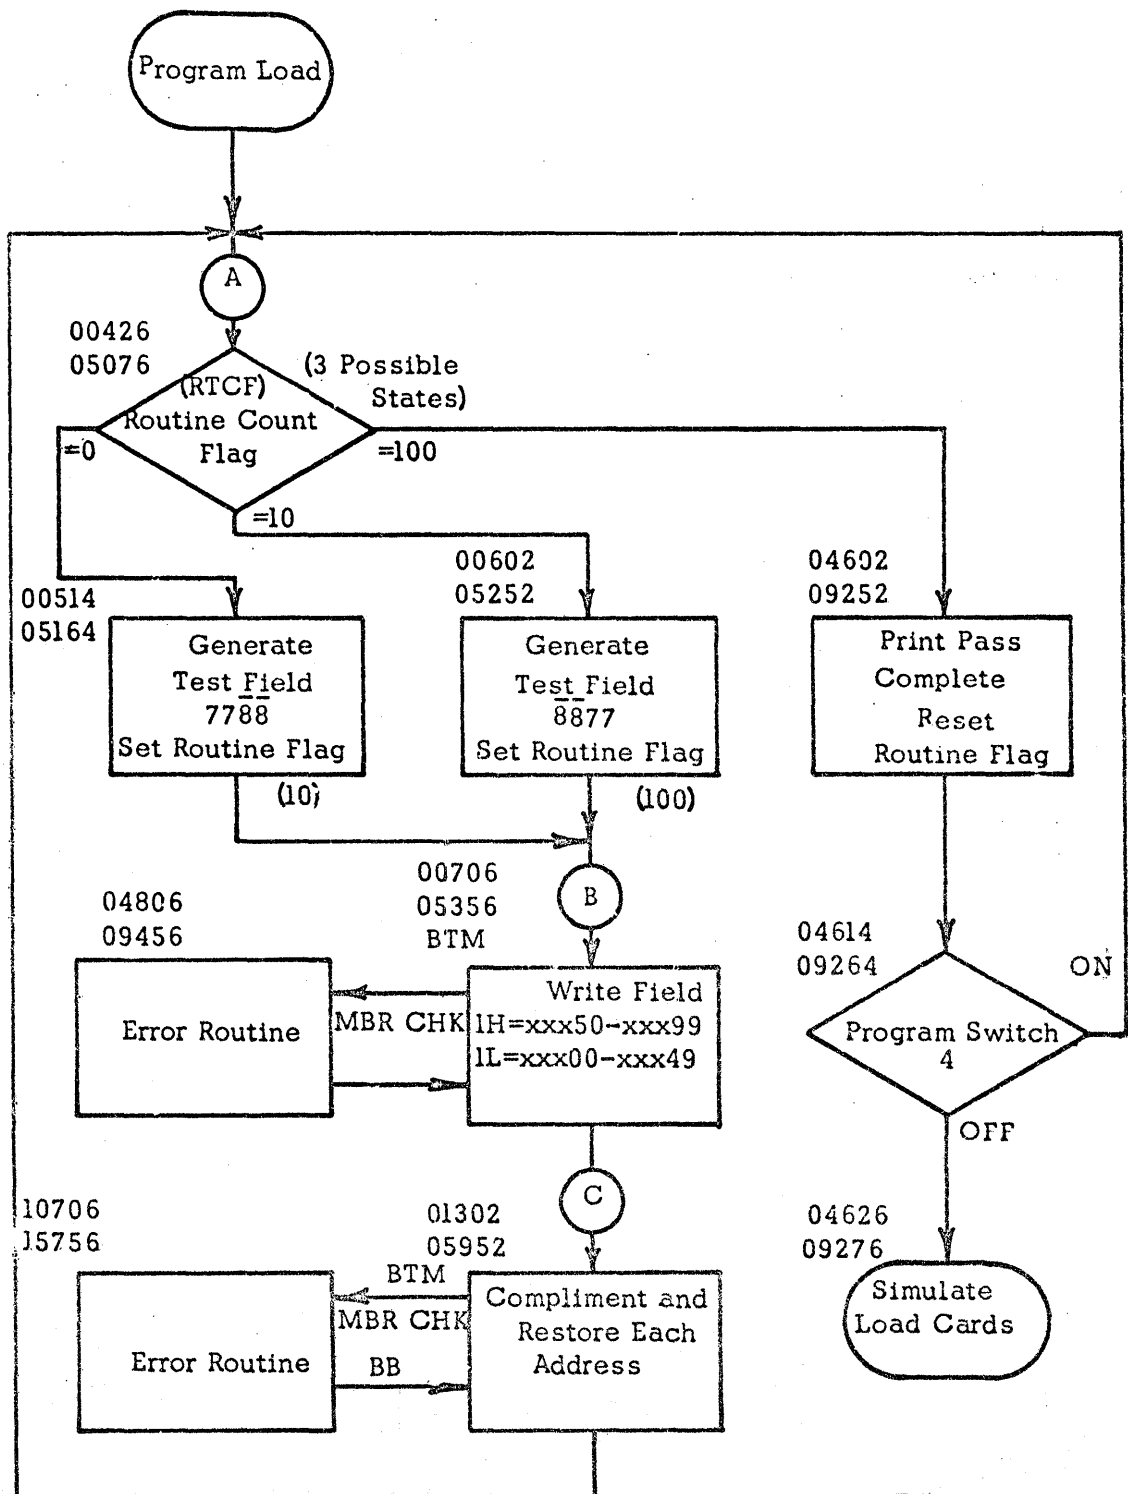 Program Load
A
00426
05076
(RTCF)
Routine Count
Flag
(3 Possible
States)
=0
=100
=10
00514
05164
Generate
Test Field
7788
Set Routine Flag
(10)
00602
05252
Generate
Test Field
8877
Set Routine Flag
(100)
04602
09252
Print Pass
Complete
Reset
Routine Flag
00706
05356
BTM
B
04806
09456
Error Routine
MBR CHK
Write Field
1H=xxx50-xxx99
1L=xxx00-xxx49
04614
09264
ON
Program Switch
4
OFF
C
10706
15756
01302
05952
BTM
MBR CHK
Error Routine
BB
Compliment and
Restore Each
Address
04626
09276
Simulate
Load Cards